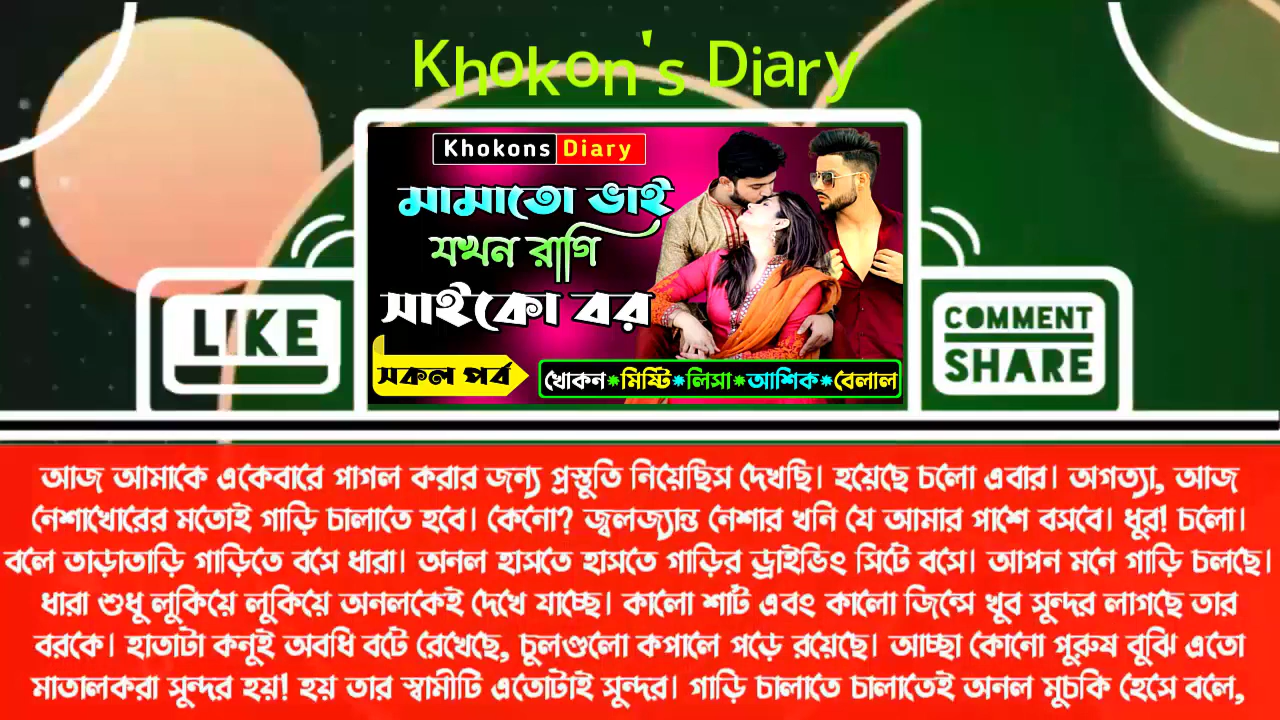 Khokon's Diary
Khokons Diary
মামাতো ভাই
যখন রাগি
সাইকো বর
সকল পর্ব
খোকন*মিষ্টি*লিসা*আশিক*বেলাল
LIKE
COMMENT
SHARE
আজ আমাকে একেবারে পাগল করার জন্য প্রস্তুতি নিয়েছিস দেখছি। হয়েছে চলো এবার। অগত্যা, আজ
নেশাখোরের মতোই গাড়ি চালাতে হবে। কেনো? জ্বলজ্যান্ত নেশার খনি যে আমার পাশে বসবে। ধুর! চলো।
বলে তাড়াতাড়ি গাড়িতে বসে ধারা। অনল হাসতে হাসতে গাড়ির ড্রাইভিং সিটে বসে। আপন মনে গাড়ি চলছে।
ধারা শুধু লুকিয়ে লুকিয়ে অনলকেই দেখে যাচ্ছে। কালো শার্ট এবং কালো জিন্সে খুব সুন্দর লাগছে তার
বরকে। হাতাটা কনুই অবধি বটে রেখেছে, চুলগুলো কপালে পড়ে রয়েছে। আচ্ছা কোনো পুরুষ বুঝি এতো
মাতালকরা সুন্দর হয়! হয় তার স্বামীটি এতোটাই সুন্দর। গাড়ি চালাতে চালাতেই অনল মুচকি হেসে বলে,